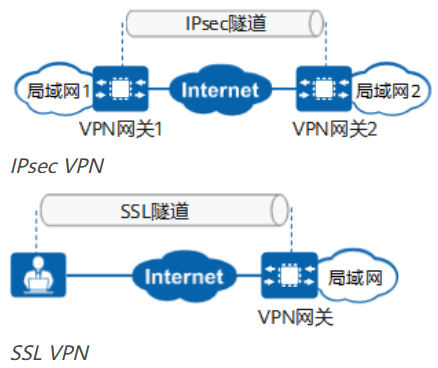 IPsec隧道
局域网1
Internet
局域网2
VPN网关1
VPN网关2
IPsec VPN
SSL隧道
Internet
局域网
VPN网关
SSL VPN